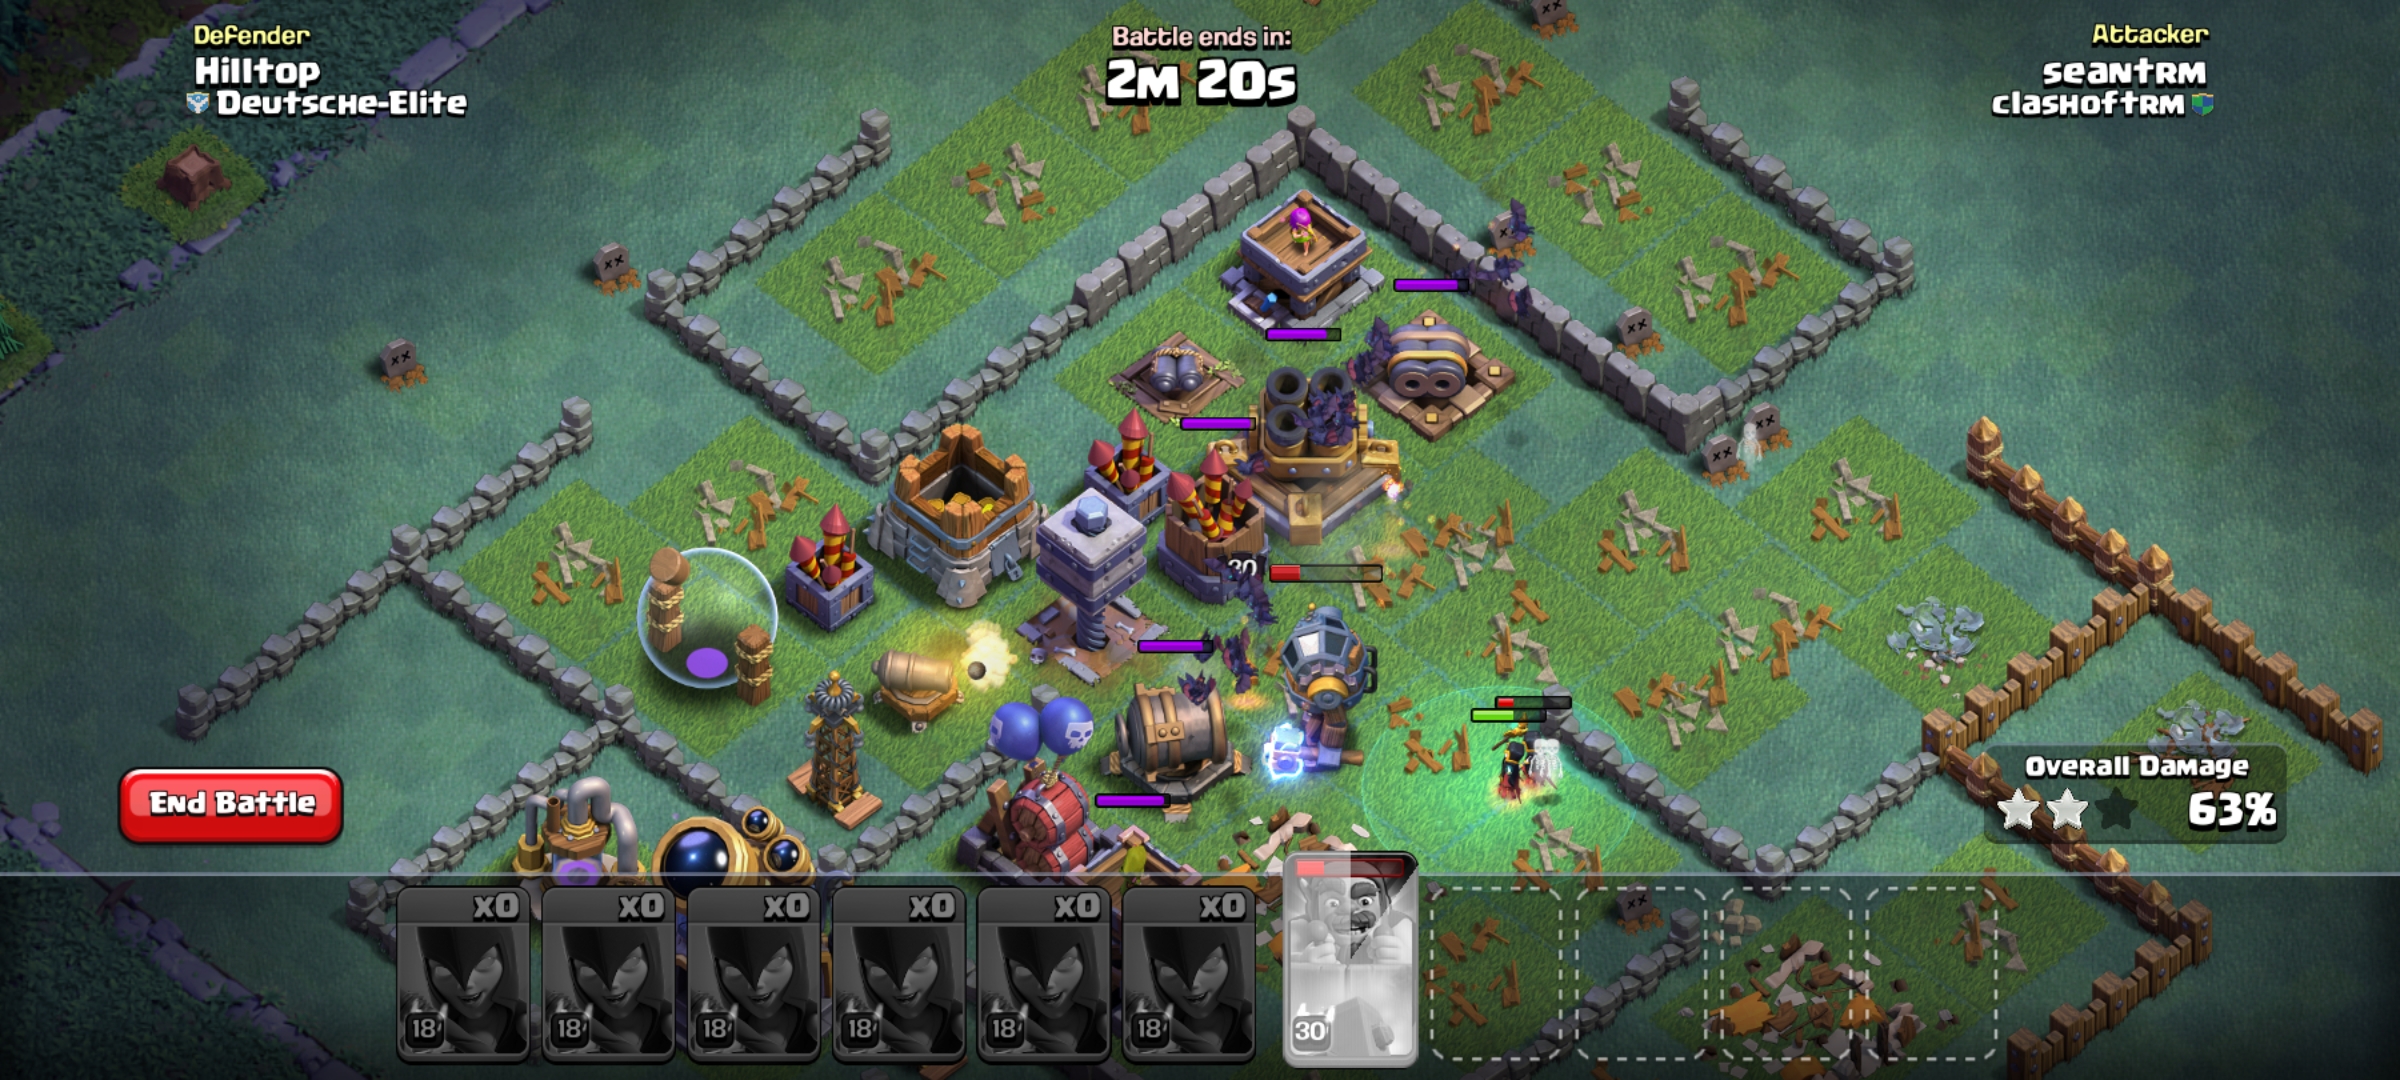 Defender
Hilltop
Deutsche-Elite
Battle ends in:
2M 20s
Attacker
seantRM
clashoftRM
30
End Battle
Overall Damage
63%
x0
x0
x0
x0
x0
x0
18
18
18
18
18
18
30